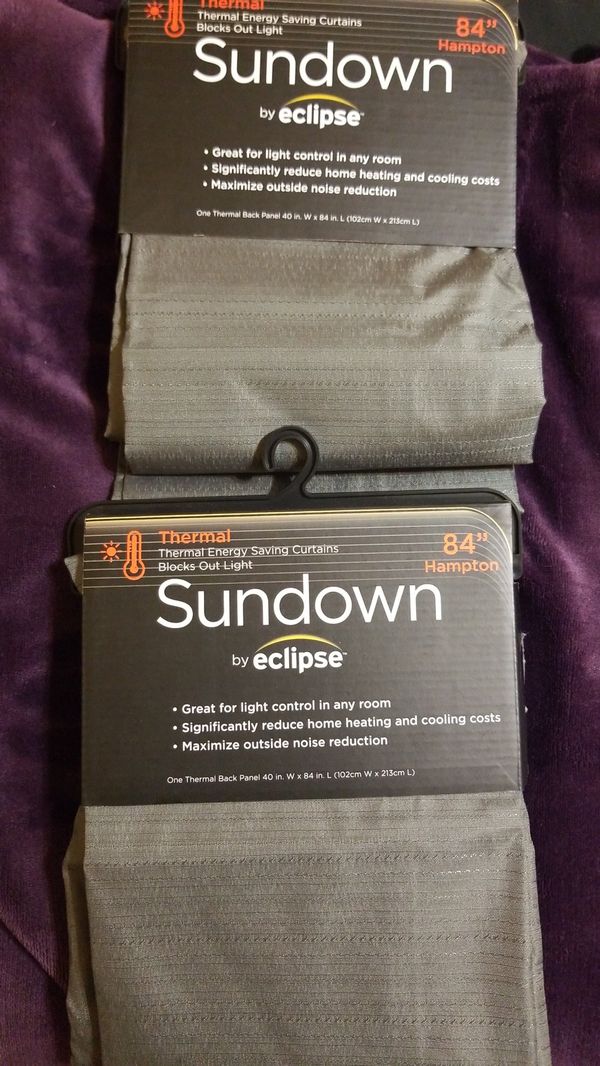 Thermal
Thermal Energy Saving Curtains
Blocks Out Light
84"
Hampton
Sundown
by eclipse™
• Great for light control in any room
• Significantly reduce home heating and cooling costs
• Maximize outside noise reduction
One Thermal Back Panel 40 in. W x 84 in. L (102cm W x 213cm L)
Thermal
Thermal Energy Saving Curtains
Blocks Out Light
84"
Hampton
Sundown
by eclipse™
• Great for light control in any room
• Significantly reduce home heating and cooling costs
• Maximize outside noise reduction
One Thermal Back Panel 40 in. W x 84 in. L (102cm W x 213cm L)